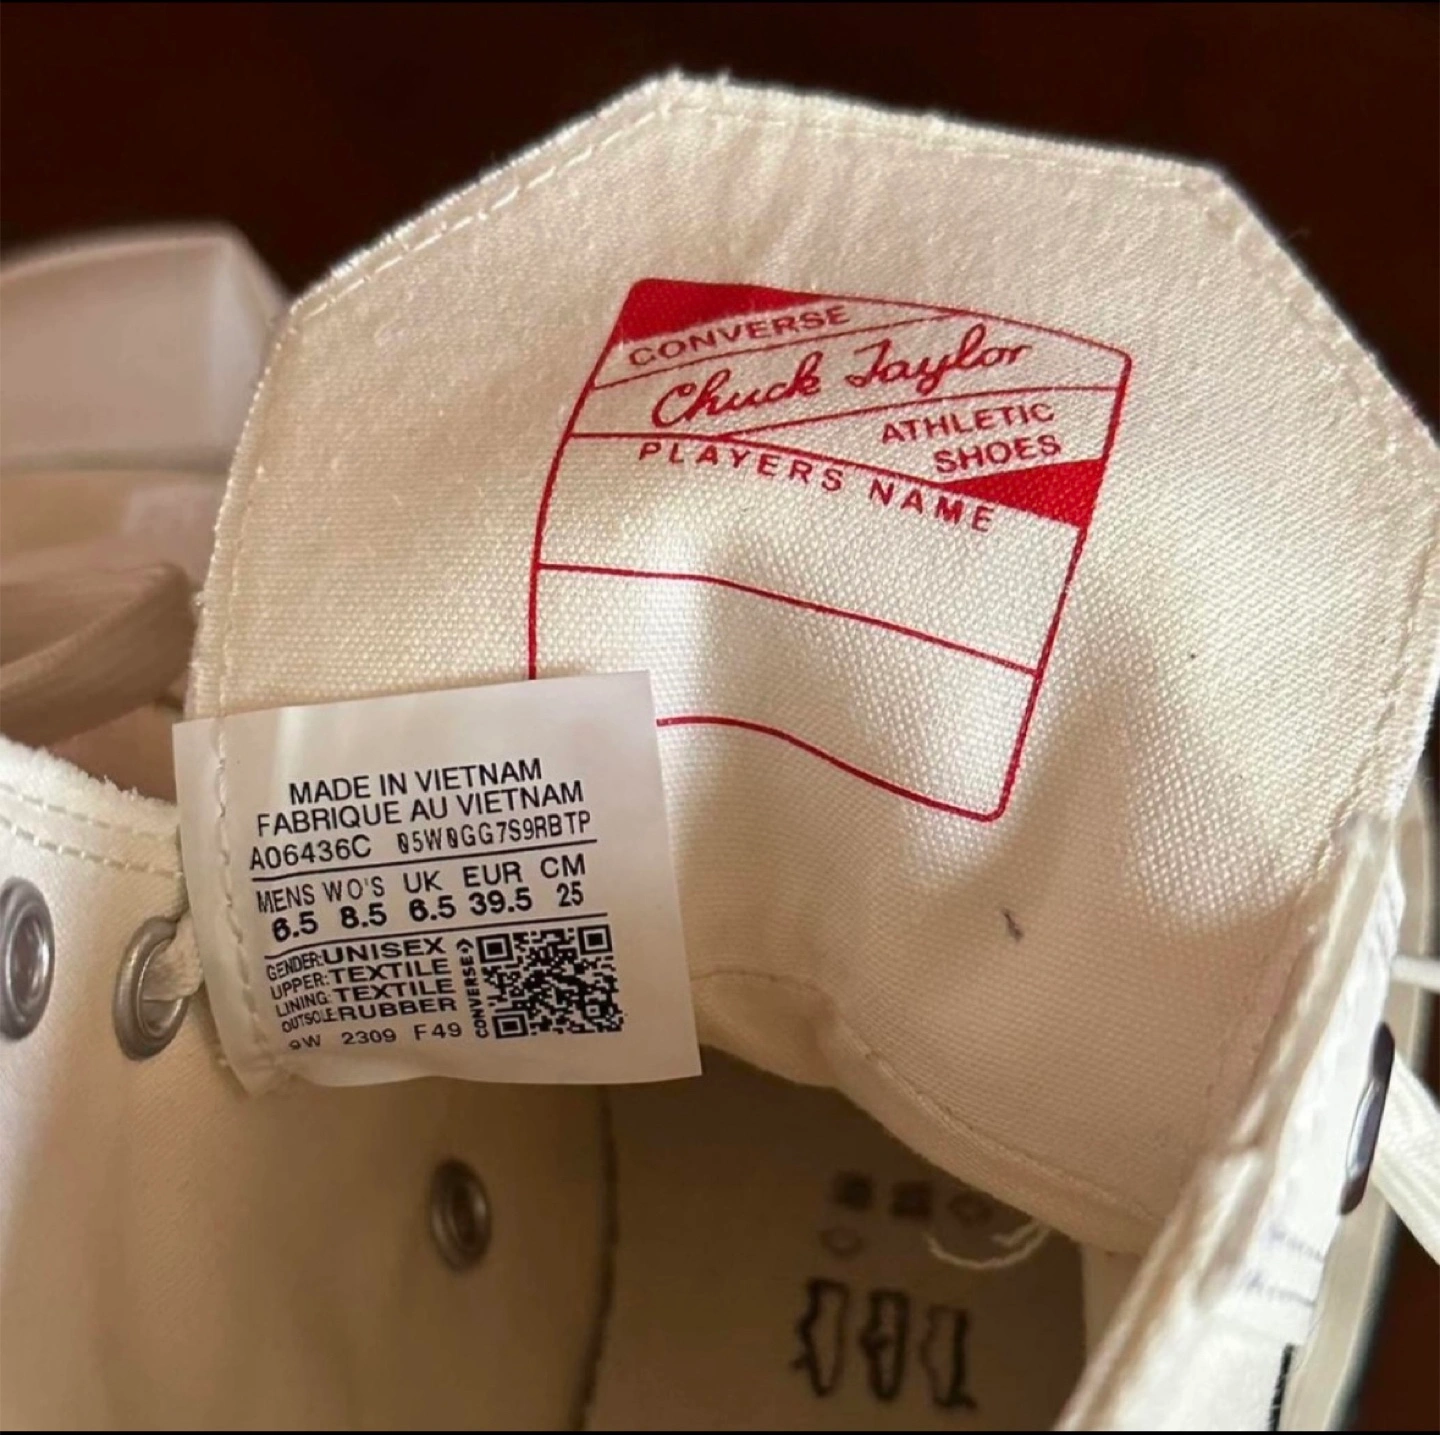 CONVERSE
Chuck Taylor
ATHLETIC
SHOES
PLAYERS NAME
MADE IN VIETNAM
FABRIQUE AU VIETNAM
A06436C 05W0GG7S9RBTP
MENS WO'S UK EUR CM
6.5 8.5 6.5 39.5 25
GENDER:UNISEX
UPPER:TEXTILE
LINING:TEXTILE
OUTSOLE:RUBBER
2309 F49
CONVERSE